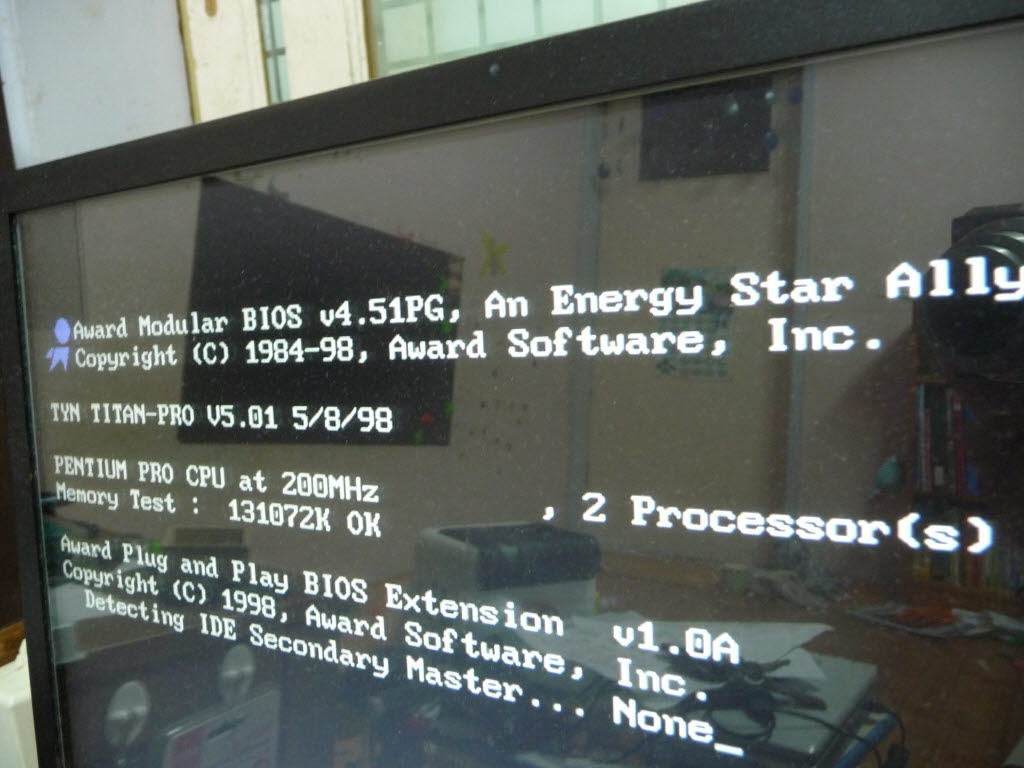 Award Modular BIOS v4.51PG, An Energy Star Ally
Copyright (C) 1984-98, Award Software, Inc.
TYN TITAN-PRO V5.01 5/8/98
PENTIUM PRO CPU at 200MHz , 2 Processor(s)
Memory Test : 131072K OK
Award Plug and Play BIOS Extension v1.0A
Copyright (C) 1998, Award Software, Inc.
Detecting IDE Secondary Master... None_